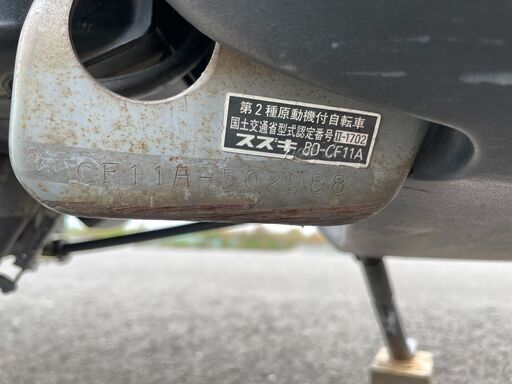 第2種原動機付自転車
国土交通省型式認定番号 II-1702
スズキ BD-CF11A
CF11A-502988